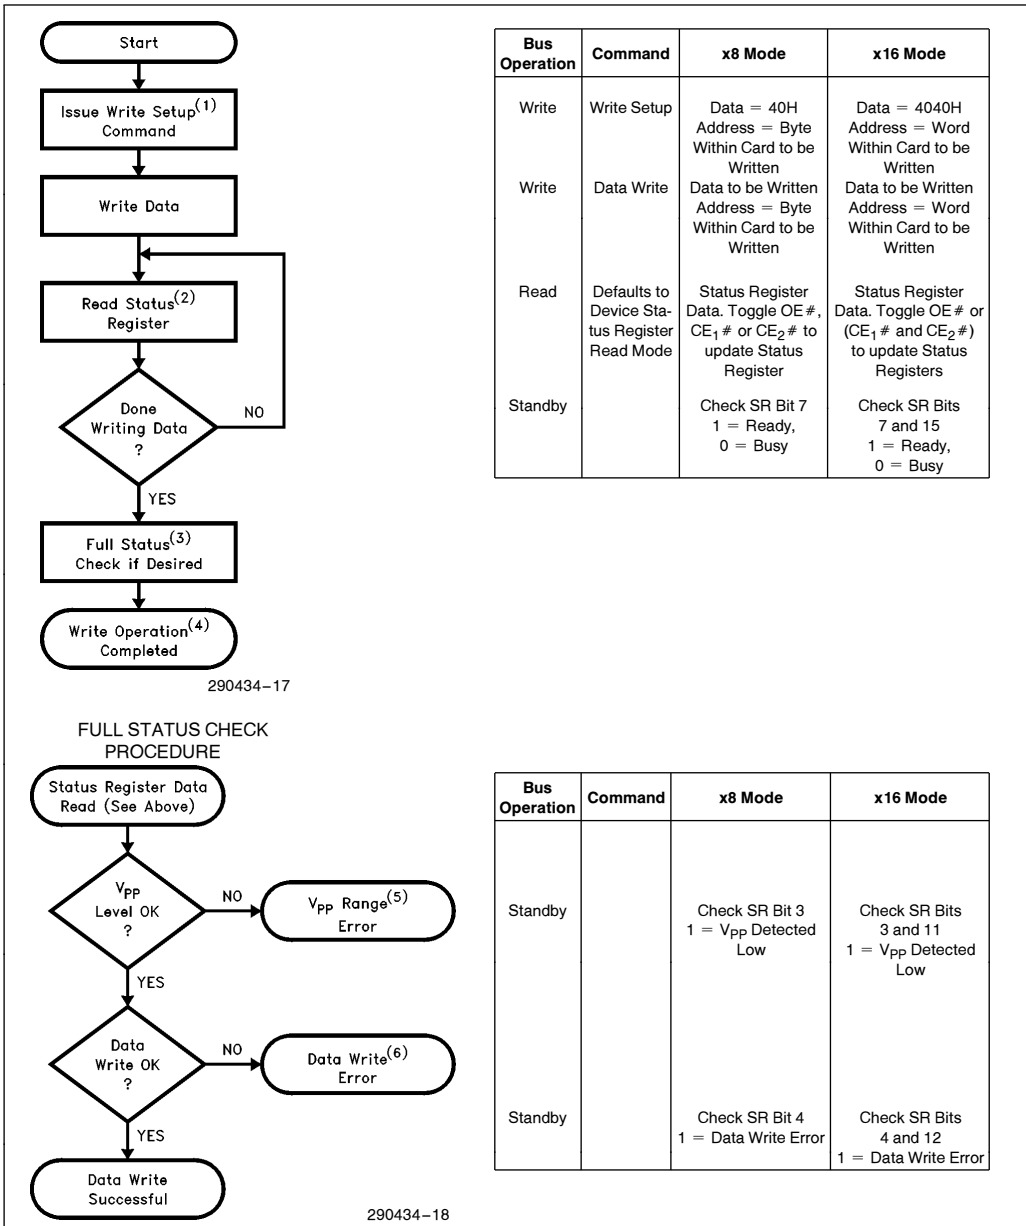 Start
Issue Write Setup(1)
Command
Write Data
Read Status(2)
Register
Done
Writing Data
?
NO
YES
Full Status(3)
Check if Desired
Write Operation(4)
Completed
290434–17
Bus
Operation
Command
x8 Mode
x16 Mode
Write
Write Setup
Data = 40H
Address = Byte
Within Card to be
Written
Data = 4040H
Address = Word
Within Card to be
Written
Write
Data Write
Data to be Written
Address = Byte
Within Card to be
Written
Data to be Written
Address = Word
Within Card to be
Written
Read
Defaults to
Device Sta-
tus Register
Read Mode
Status Register
Data. Toggle OE#,
CE1# or CE2# to
update Status
Register
Status Register
Data. Toggle OE# or
(CE1# and CE2#)
to update Status
Registers
Standby
Check SR Bit 7
1 = Ready,
0 = Busy
Check SR Bits
7 and 15
1 = Ready,
0 = Busy
FULL STATUS CHECK
PROCEDURE
Status Register Data
Read (See Above)
VPP
Level OK
?
NO
VPP Range(5)
Error
YES
Data
Write OK
?
NO
Data Write(6)
Error
YES
Data Write
Successful
290434–18
Bus
Operation
Command
x8 Mode
x16 Mode
Standby
Check SR Bit 3
1 = VPP Detected
Low
Check SR Bits
3 and 11
1 = VPP Detected
Low
Standby
Check SR Bit 4
1 = Data Write Error
Check SR Bits
4 and 12
1 = Data Write Error